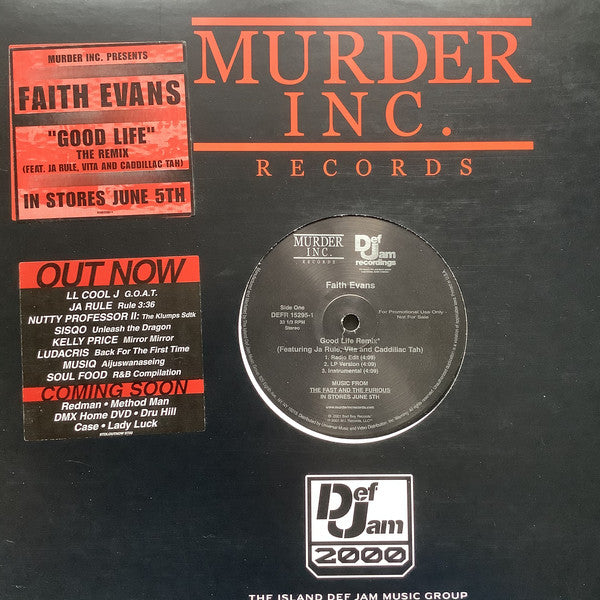 MURDER INC. PRESENTS
FAITH EVANS
"GOOD LIFE"
THE REMIX
(FEAT. JA RULE, VITA AND CADDILLAC TAH)
IN STORES JUNE 5TH
MURDER
INC.
RECORDS
OUT NOW
LL COOL J G.O.A.T.
JA RULE Rule 3:36
NUTTY PROFESSOR II: The Klumps Sdtk
SISQO Unleash the Dragon
KELLY PRICE Mirror Mirror
LUDACRIS Back For The First Time
MUSIQ Aijuswanaseing
SOUL FOOD R&B Compilation
COMING SOON
Redman • Method Man
DMX Home DVD • Dru Hill
Case • Lady Luck
MURDER
INC.
RECORDS
Def
Jam
recordings
Faith Evans
Side One
DEFR 15295-1
33 1/3 RPM
Stereo
For Promotional Use Only -
Not For Sale
Good Life Remix*
(Featuring Ja Rule, Vita and Caddillac Tah)
1. Radio Edit (4:09)
2. LP Version (4:09)
3. Instrumental (4:09)
MUSIC FROM
THE FAST AND THE FURIOUS
IN STORES JUNE 5TH
www.murderincrecords.com
Def
Jam
2000
THE ISLAND DEF JAM MUSIC GROUP